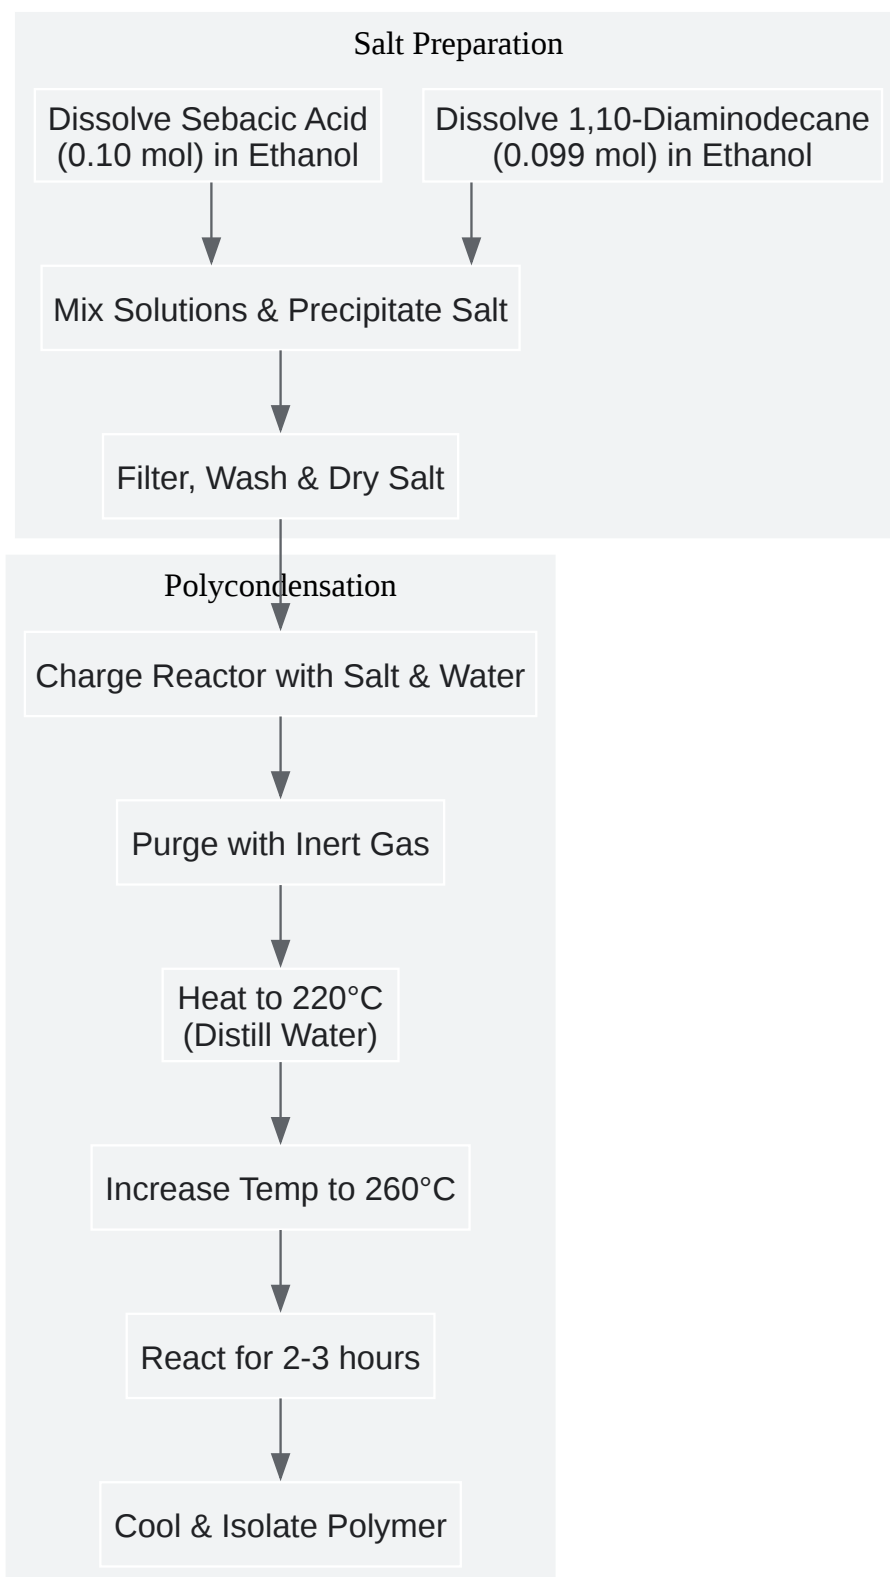 Salt Preparation
Dissolve Sebacic Acid
(0.10 mol) in Ethanol
Dissolve 1,10-Diaminodecane
(0.099 mol) in Ethanol
Mix Solutions & Precipitate Salt
Filter, Wash & Dry Salt
Polycondensation
Charge Reactor with Salt & Water
Purge with Inert Gas
Heat to 220°C
(Distill Water)
Increase Temp to 260°C
React for 2-3 hours
Cool & Isolate Polymer